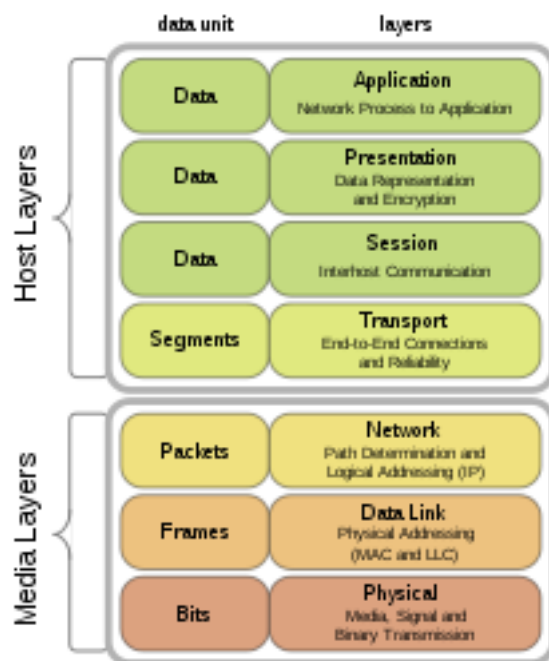 data unit layers
Host Layers
Data Application
Network Process to Application
Data Presentation
Data Representation
and Encryption
Data Session
Interhost Communication
Segments Transport
End-to-End Connections
and Reliability
Media Layers
Packets Network
Path Determination and
Logical Addressing (IP)
Frames Data Link
Physical Addressing
(MAC and LLC)
Bits Physical
Media, Signal and
Binary Transmission